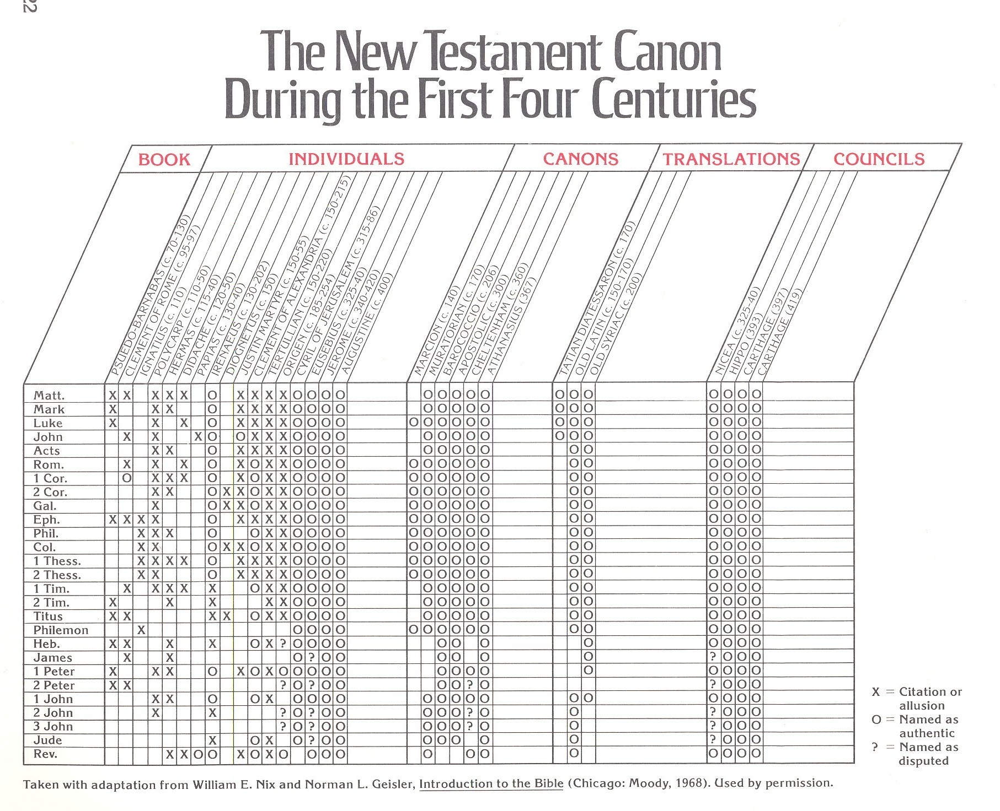 22
The New Testament Canon
During the First Four Centuries
BOOK INDIVIDUALS CANONS TRANSLATIONS COUNCILS
PSUEDO-BARNABAS (c. 70-130)
CLEMENT OF ROME (c. 95-97)
IGNATIUS (c. 110)
POLYCARP (c. 110-50)
HERMAS (c. 115-40)
DIDACHE (c. 120-50)
PAPIAS (c. 130-40)
IRENAEUS (c. 130-202)
DIOGNETUS (c. 150)
JUSTIN MARTYR (c. 150-55)
CLEMENT OF ALEXANDRIA (c. 150-215)
TERTULLIAN (c. 150-220)
ORIGEN (c. 185-254)
CYRIL OF JERUSALEM (c. 315-86)
EUSEBIUS (c. 325-40)
JEROME (c. 340-420)
AUGUSTINE (c. 400)
MARCION (c. 140)
MURATORIAN (c. 170)
BAROCOCCIO (c. 206)
APOSTOLIC (c. 300)
CHELTENHAM (c. 360)
ATHANASIUS (367)
TATIAN DIATESSARON (c. 170)
OLD LATIN (c. 150-170)
OLD SYRIAC (c. 200)
NICEA (c. 325-40)
HIPPO (393)
CARTHAGE (397)
CARTHAGE (419)
Matt. X X X X X O X X X X O O O O O O O O O O O O O O O O
Mark X X X O X X X X O O O O O O O O O O O O O O O O
Luke X X X O X X X X O O O O O O O O O O O O O O O O O
John X X X O O X X X O O O O O O O O O O O O O O O O
Acts X X O X X X X O O O O O O O O O O O O O O O
Rom. X X X O X O X X O O O O O O O O O O O O O O O O
1 Cor. O X X X O X O X X O O O O O O O O O O O O O O O O
2 Cor. X X O X X O X X O O O O O O O O O O O O O O O O
Gal. X O X X O X X O O O O O O O O O O O O O O O O
Eph. X X X X O X X X X O O O O O O O O O O O O O O O O
Phil. X X X O O X X O O O O O O O O O O O O O O O O
Col. X X O X X O X X O O O O O O O O O O O O O O O O
1 Thess. X X X X O X X X X O O O O O O O O O O O O O O O O
2 Thess. X X O X X X X O O O O O O O O O O O O O O O O
1 Tim. X X X X X O X X O O O O O O O O O O O O O O O
2 Tim. X X X X X O O O O O O O O O O O O O O O
Titus X X X X O X X O O O O O O O O O O O O O O O
Philemon X O O O O O O O O O O O O O O O O
Heb. X X X X O X ? O O O O O O O O O O O O
James X X O ? O O O O O O ? O O O
1 Peter X X X O X O X O O O O O O O O O O O O O O
2 Peter X X ? O ? O O O O ? O ? O O O
1 John X X O O X O O O O O O O O O O O O O O O
2 John X X ? O ? O O O O O ? O O ? O O O
3 John ? O ? O O O O O ? O O ? O O O
Jude X O X O ? O O O O O O O ? O O O
Rev. X X O O X O X O O O O O O O O O O O O
X = Citation or
allusion
O = Named as
authentic
? = Named as
disputed
Taken with adaptation from William E. Nix and Norman L. Geisler, Introduction to the Bible (Chicago: Moody, 1968). Used by permission.